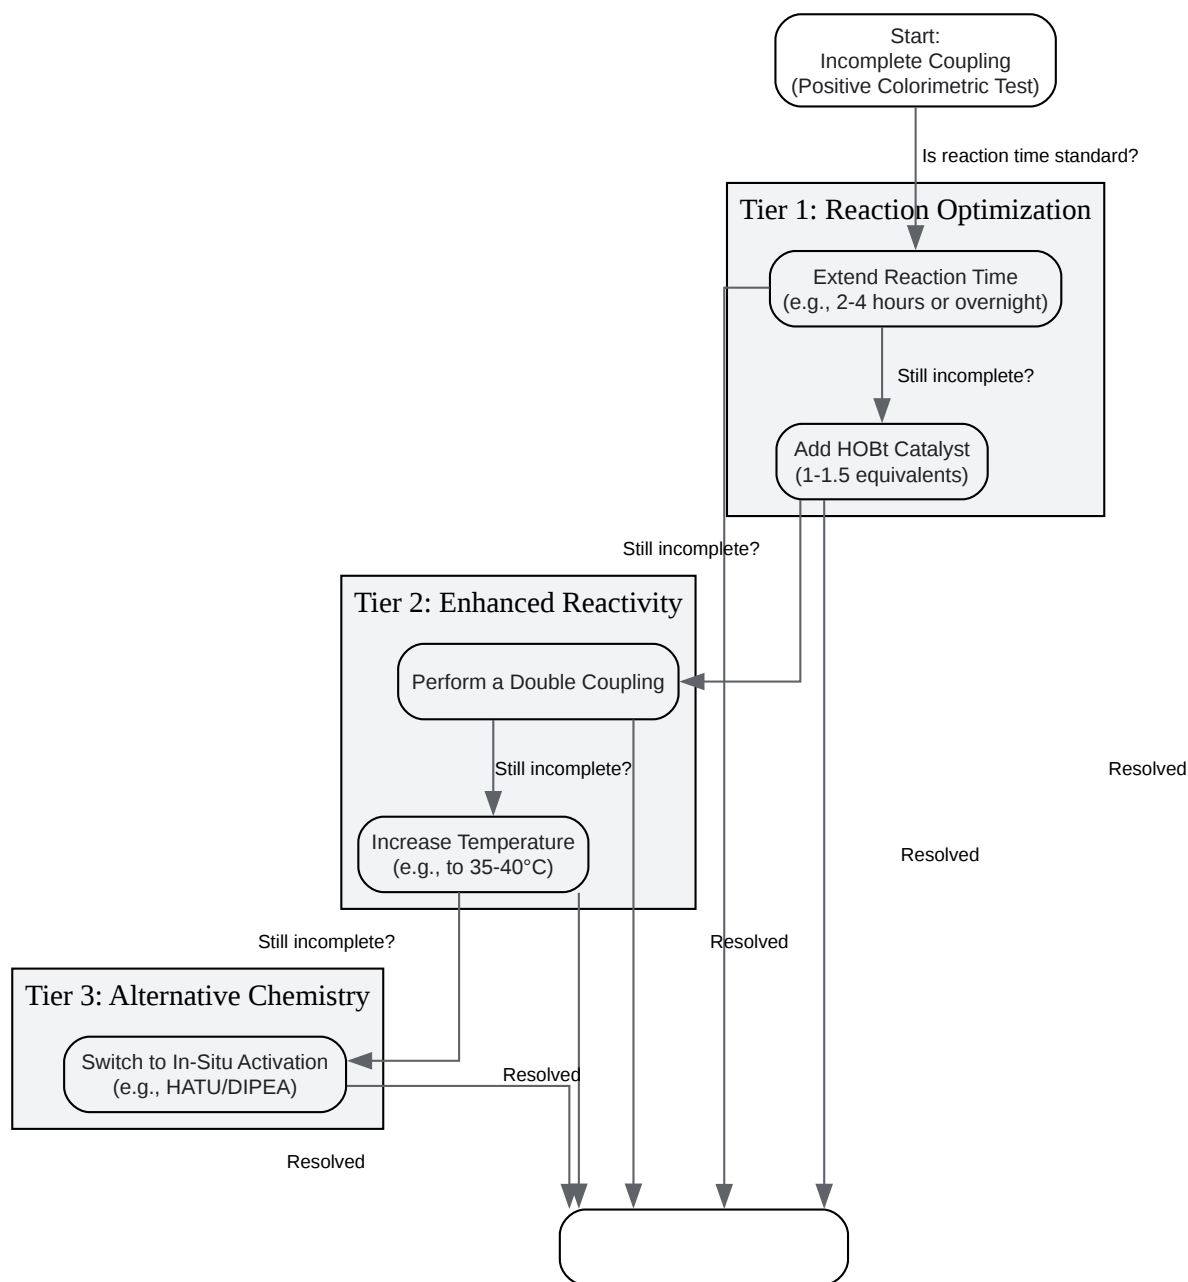 Start:
Incomplete Coupling
(Positive Colorimetric Test)
Is reaction time standard?
Tier 1: Reaction Optimization
Extend Reaction Time
(e.g., 2-4 hours or overnight)
Still incomplete?
Add HOBt Catalyst
(1-1.5 equivalents)
Still incomplete?
Tier 2: Enhanced Reactivity
Perform a Double Coupling
Still incomplete?
Resolved
Increase Temperature
(e.g., to 35-40°C)
Resolved
Still incomplete?
Resolved
Tier 3: Alternative Chemistry
Switch to In-Situ Activation
(e.g., HATU/DIPEA)
Resolved
Resolved